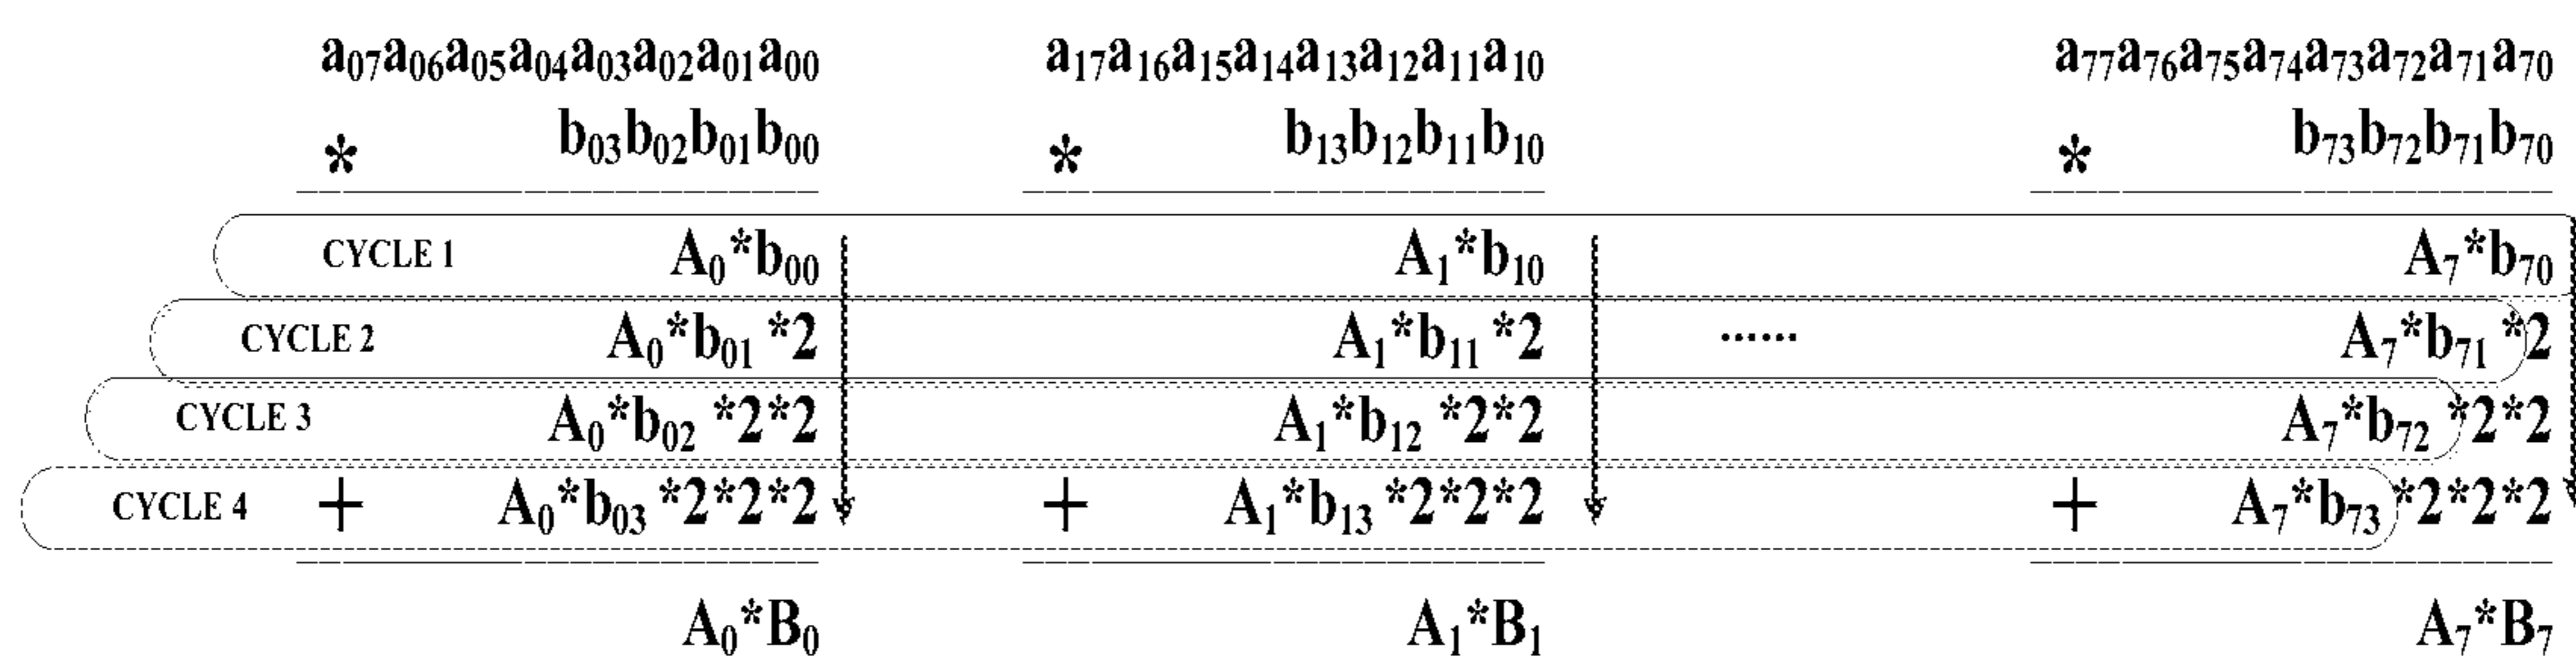 a₀₇a₀₆a₀₅a₀₄a₀₃a₀₂a₀₁a₀₀ a₁₇a₁₆a₁₅a₁₄a₁₃a₁₂a₁₁a₁₀ a₇₇a₇₆a₇₅a₇₄a₇₃a₇₂a₇₁a₇₀
* b₀₃b₀₂b₀₁b₀₀ * b₁₃b₁₂b₁₁b₁₀ * b₇₃b₇₂b₇₁b₇₀
CYCLE 1 A₀*b₀₀ A₁*b₁₀ A₇*b₇₀
CYCLE 2 A₀*b₀₁ *2 A₁*b₁₁ *2 ...... A₇*b₇₁ *2
CYCLE 3 A₀*b₀₂ *2*2 A₁*b₁₂ *2*2 A₇*b₇₂ *2*2
CYCLE 4 + A₀*b₀₃ *2*2*2 + A₁*b₁₃ *2*2*2 + A₇*b₇₃ *2*2*2
A₀*B₀ A₁*B₁ A₇*B₇